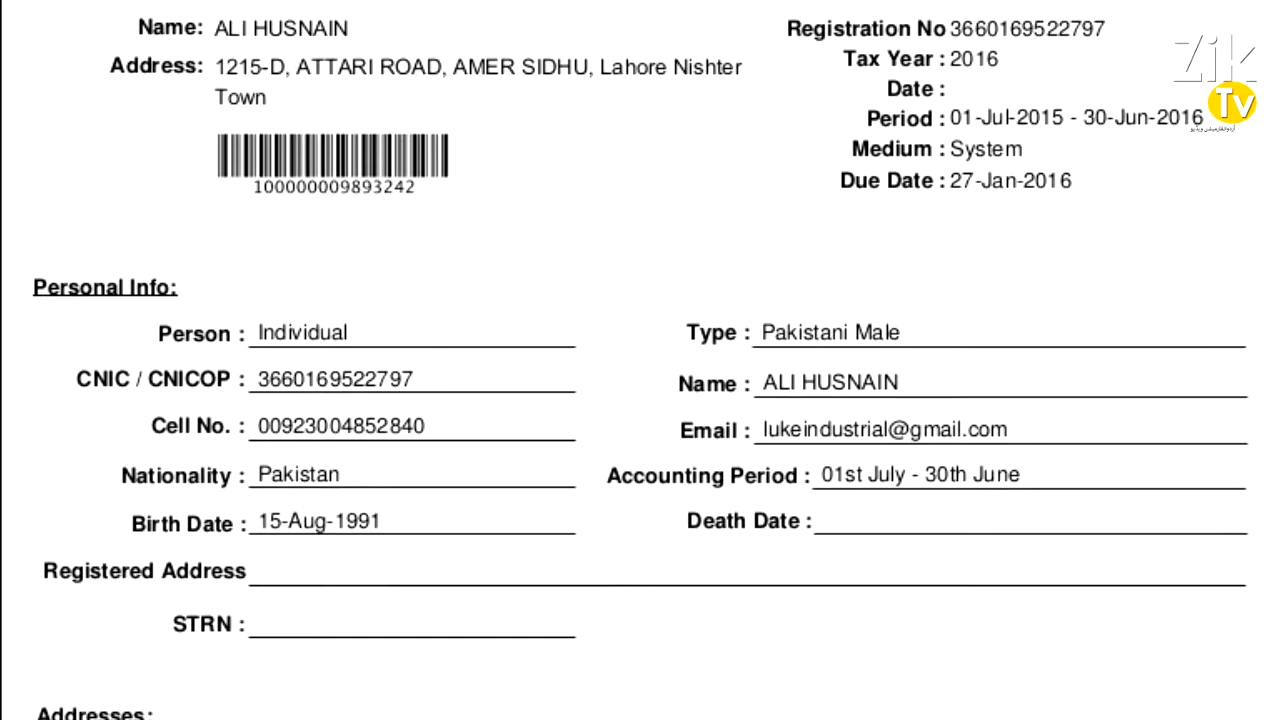 Name: ALI HUSNAIN
Address: 1215-D, ATTARI ROAD, AMER SIDHU, Lahore Nishter
Town
100000009893242
Registration No 3660169522797
Tax Year : 2016
Date :
Period : 01-Jul-2015 - 30-Jun-2016
Medium : System
Due Date : 27-Jan-2016
Zik
Tv
Personal Info:
Person : Individual
Type : Pakistani Male
CNIC / CNICOP : 3660169522797
Name : ALI HUSNAIN
Cell No. : 00923004852840
Email : lukeindustrial@gmail.com
Nationality : Pakistan
Accounting Period : 01st July - 30th June
Birth Date : 15-Aug-1991
Death Date :
Registered Address
STRN :
Addresses: